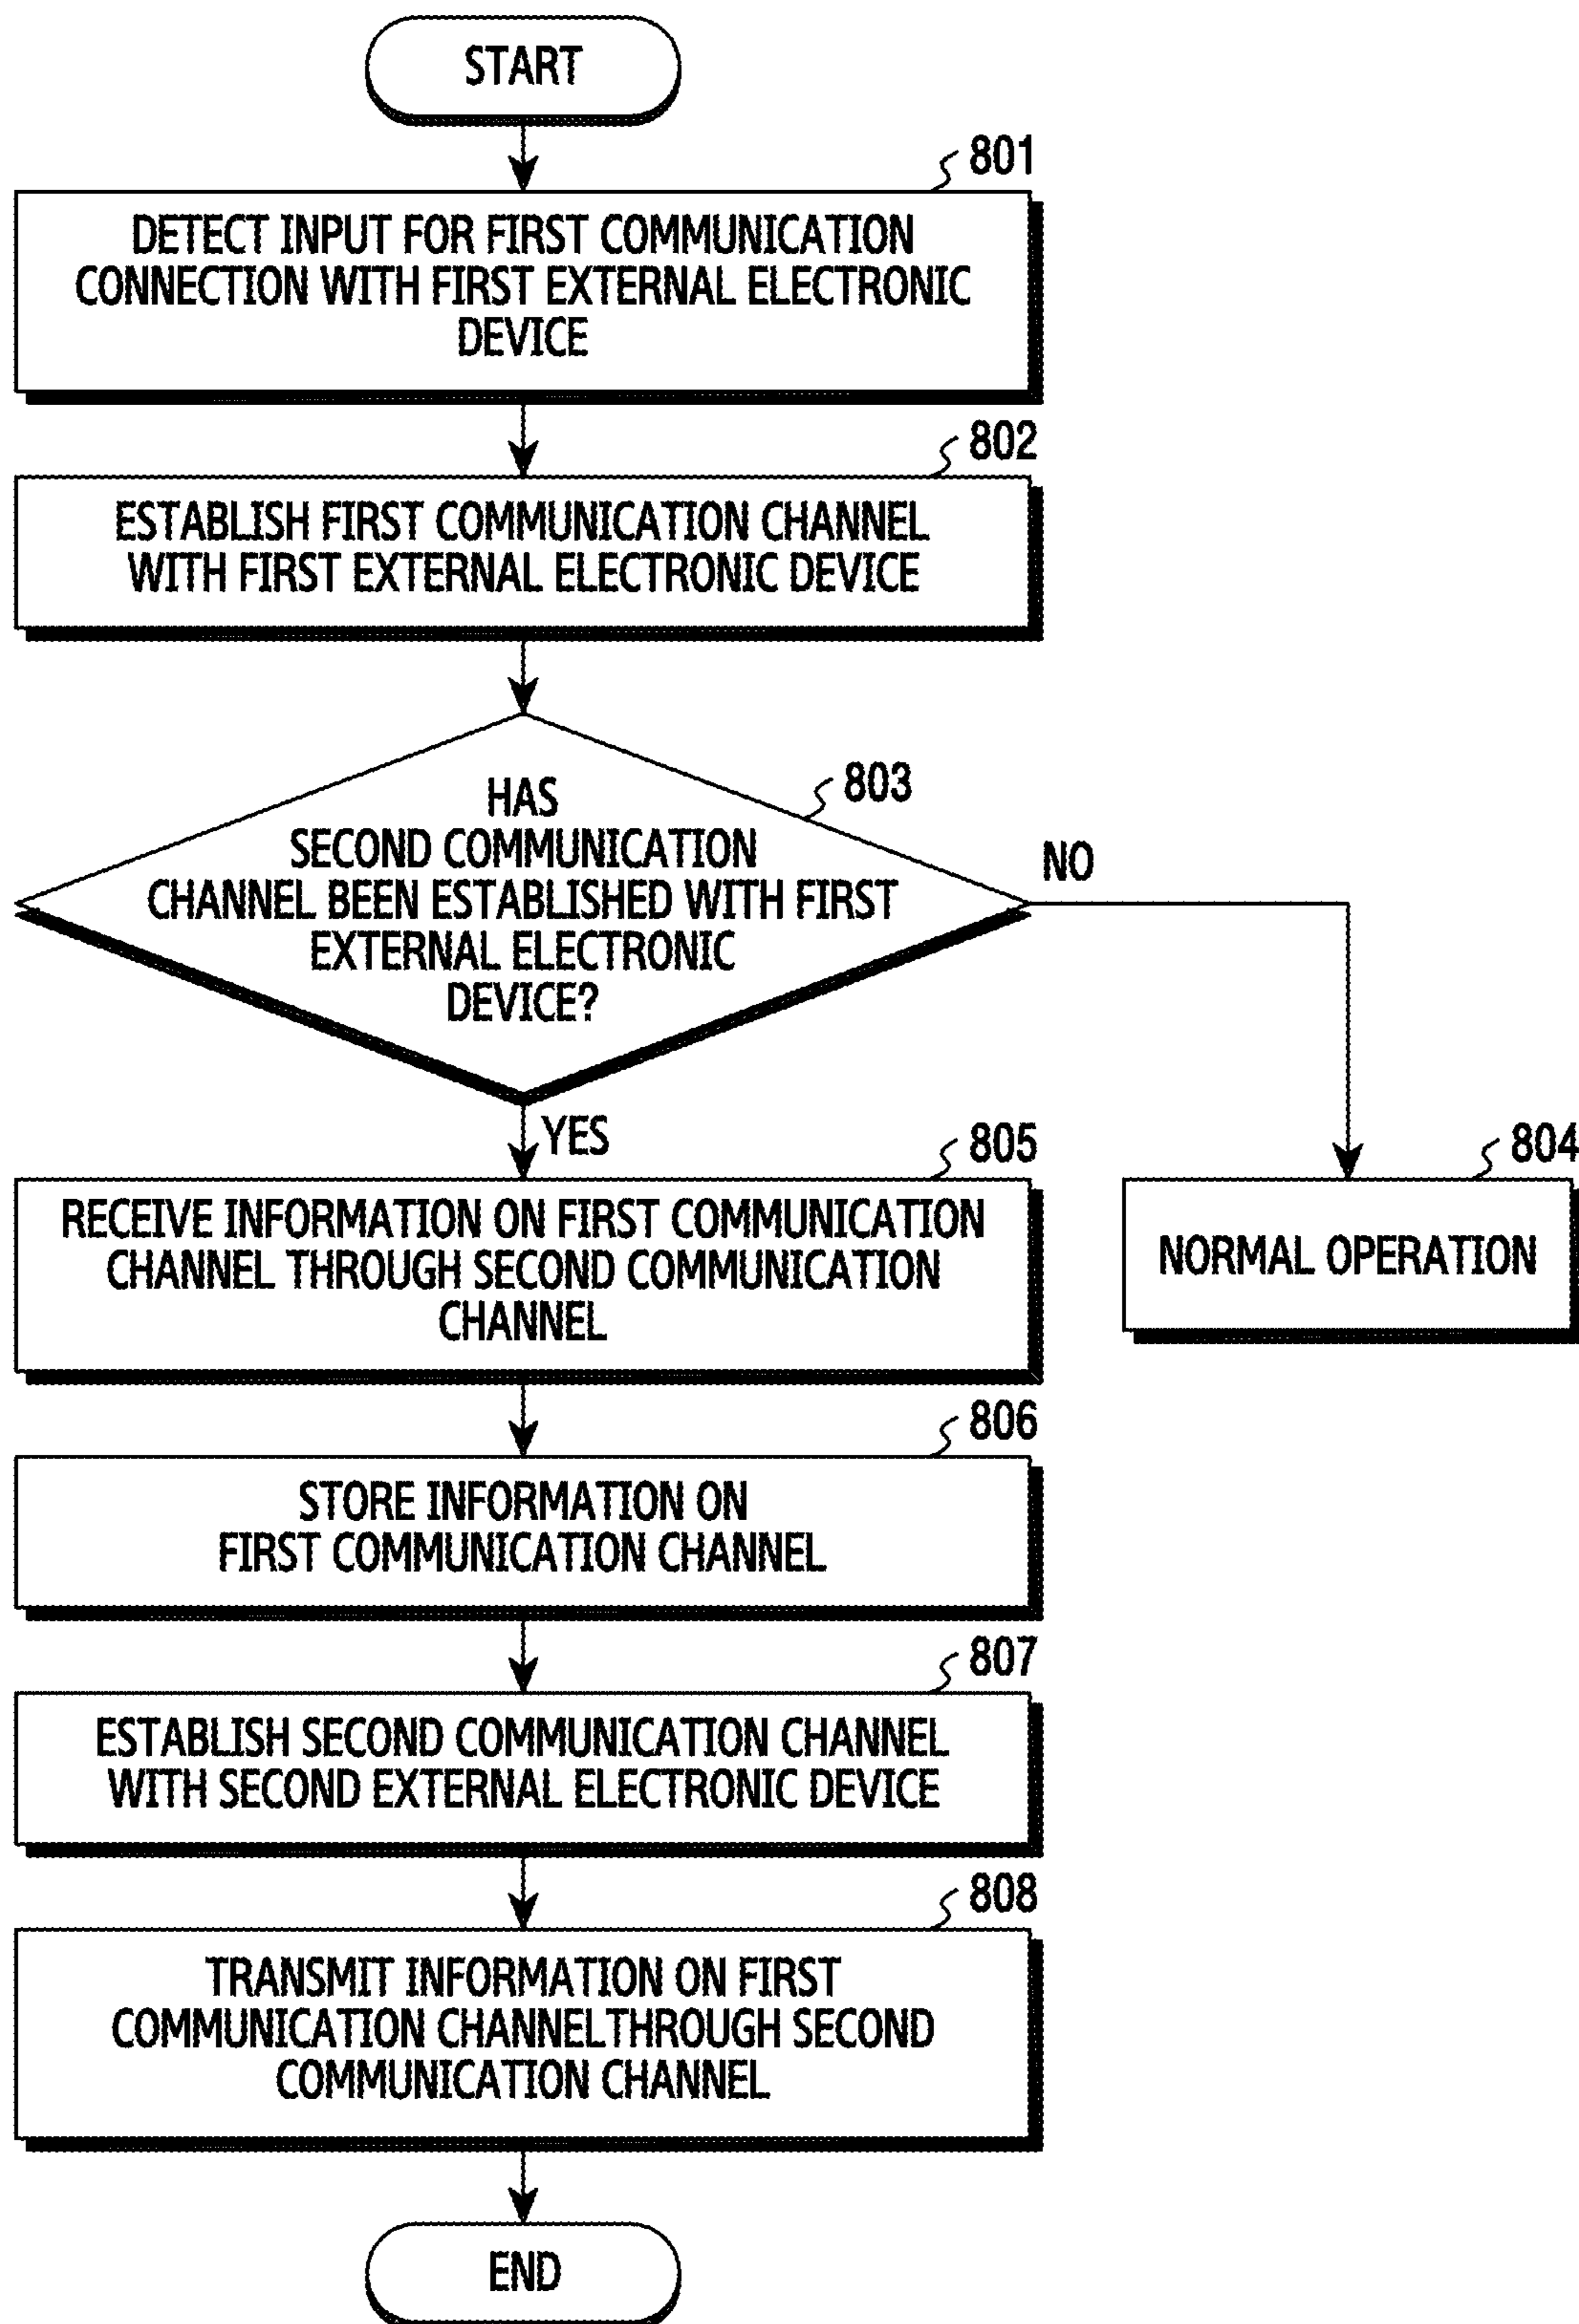 START
801
DETECT INPUT FOR FIRST COMMUNICATION
CONNECTION WITH FIRST EXTERNAL ELECTRONIC
DEVICE
802
ESTABLISH FIRST COMMUNICATION CHANNEL
WITH FIRST EXTERNAL ELECTRONIC DEVICE
803
HAS
SECOND COMMUNICATION
CHANNEL BEEN ESTABLISHED WITH FIRST
EXTERNAL ELECTRONIC
DEVICE?
NO
YES
805
RECEIVE INFORMATION ON FIRST COMMUNICATION
CHANNEL THROUGH SECOND COMMUNICATION
CHANNEL
804
NORMAL OPERATION
806
STORE INFORMATION ON
FIRST COMMUNICATION CHANNEL
807
ESTABLISH SECOND COMMUNICATION CHANNEL
WITH SECOND EXTERNAL ELECTRONIC DEVICE
808
TRANSMIT INFORMATION ON FIRST
COMMUNICATION CHANNELTHROUGH SECOND
COMMUNICATION CHANNEL
END